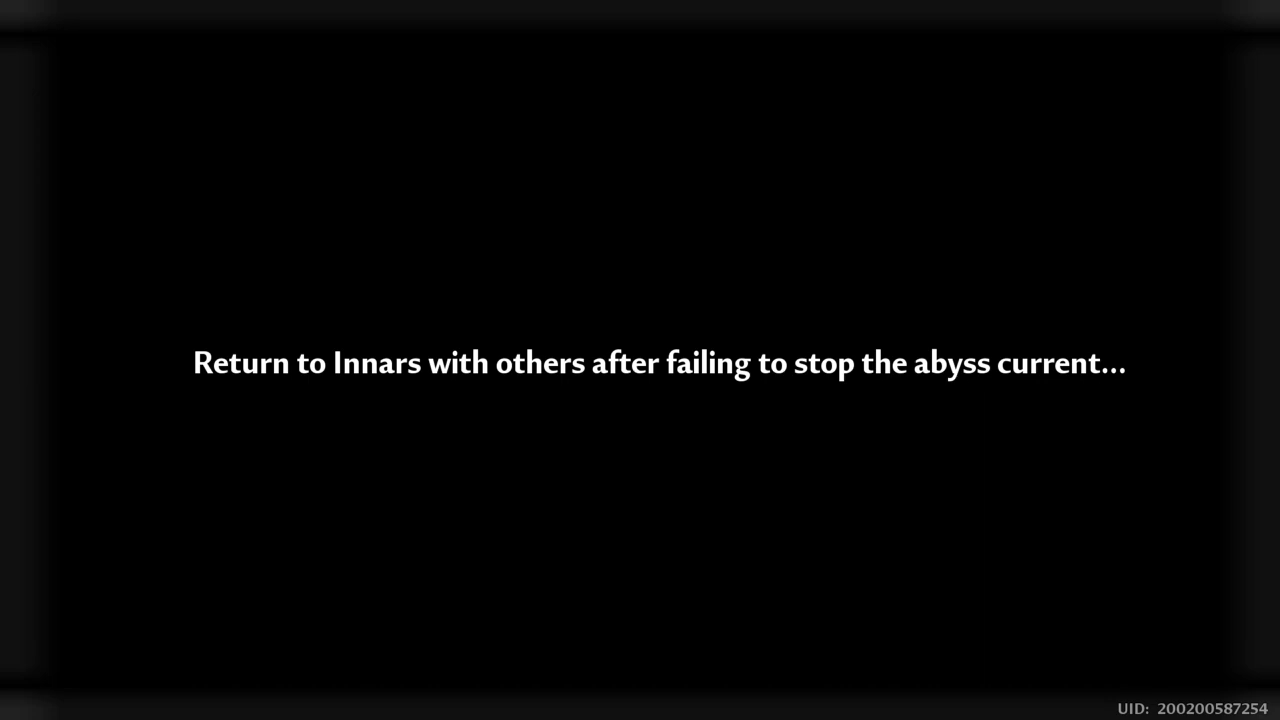 Return to Innars with others after failing to stop the abyss current...
UID: 200200587254